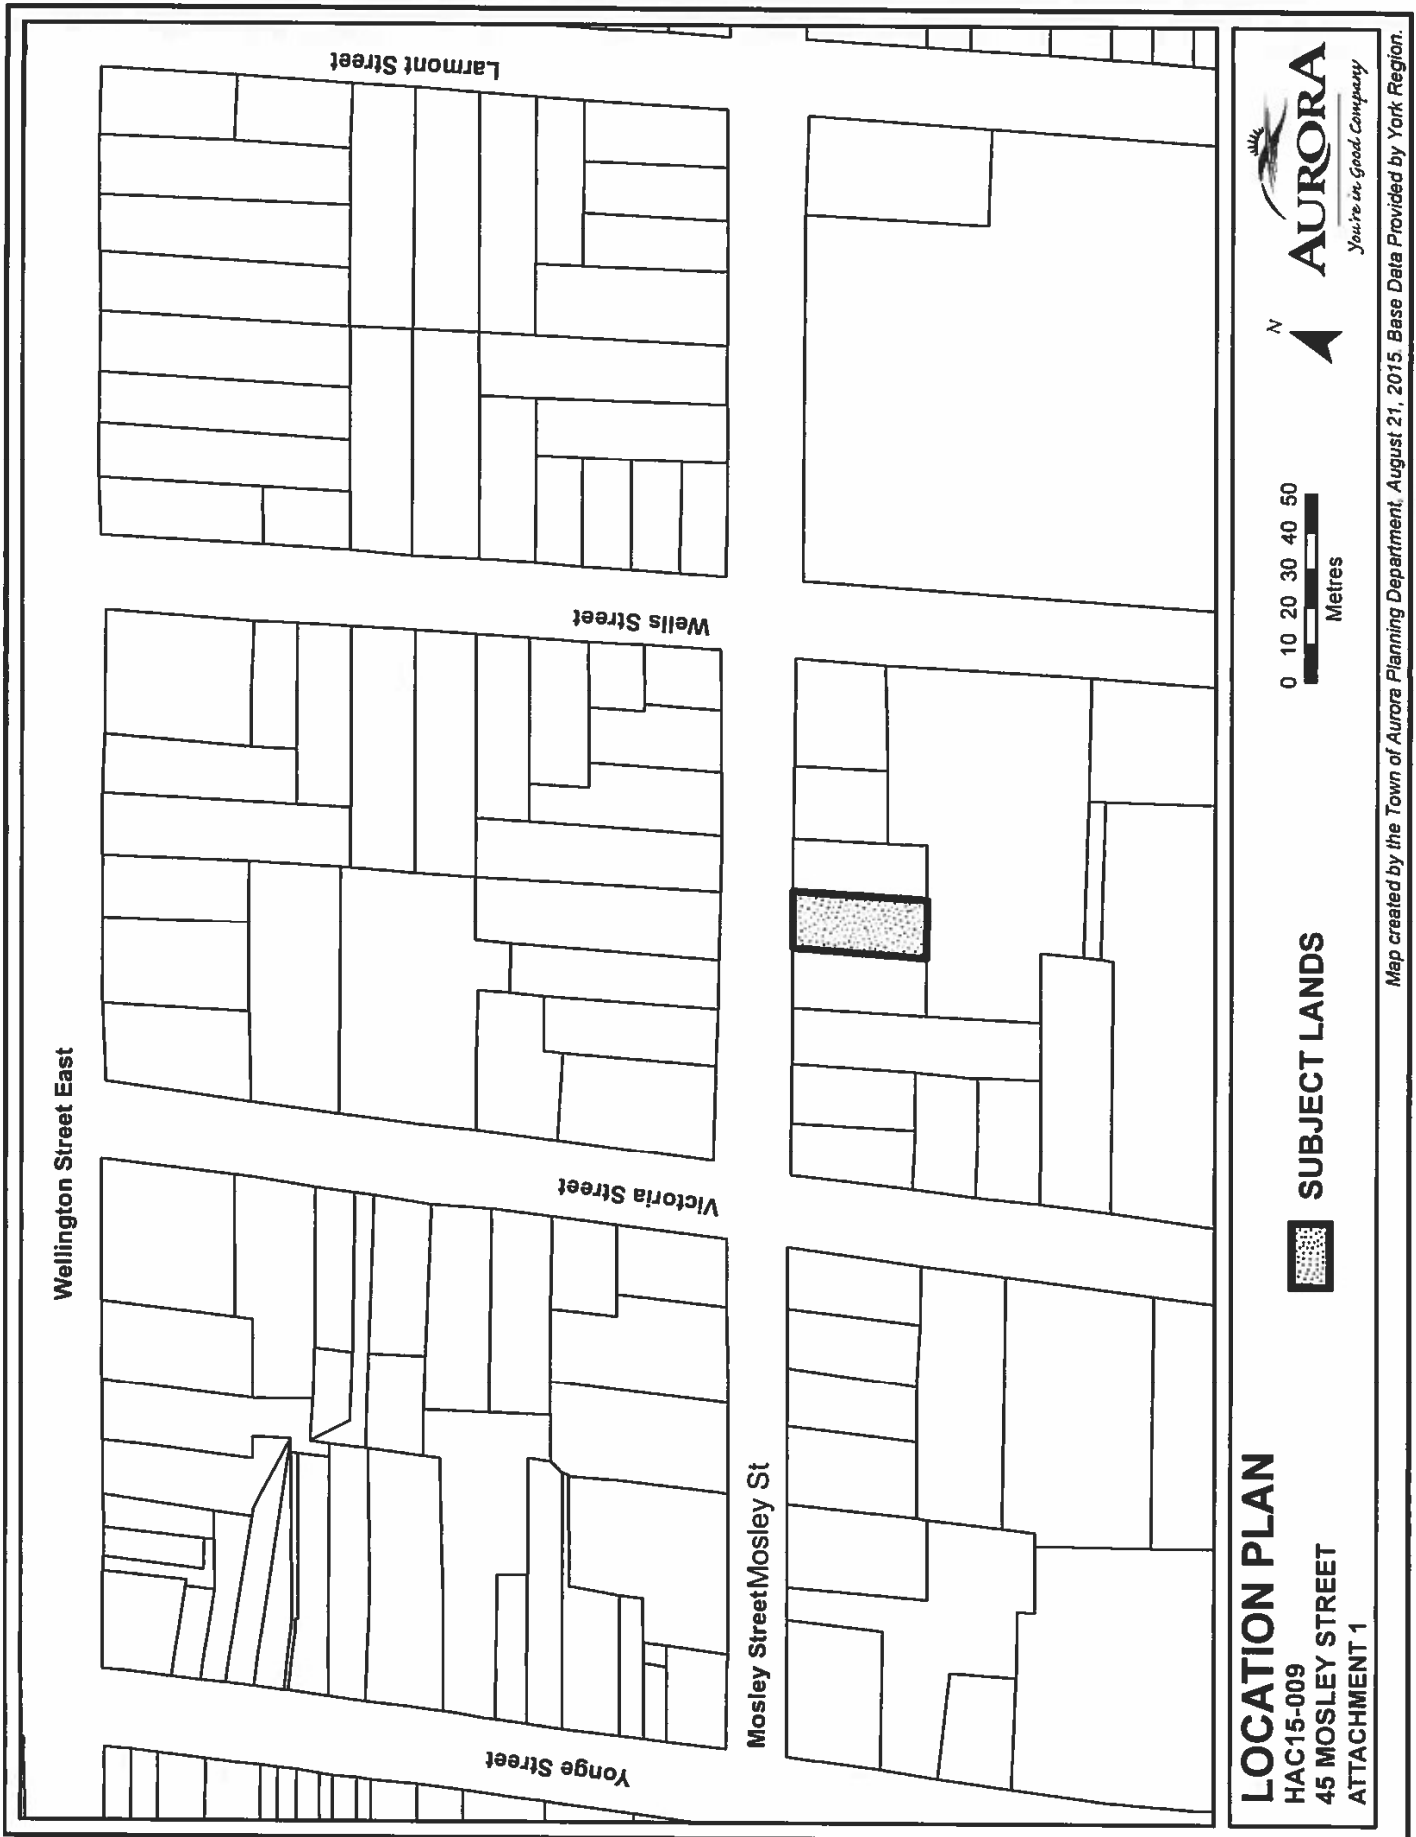 Wellington Street East
Yonge Street
Victoria Street
Wells Street
Larmont Street
Mosley StreetMosley St
LOCATION PLAN
HAC15-009
45 MOSLEY STREET
ATTACHMENT 1
SUBJECT LANDS
0 10 20 30 40 50
Metres
N
AURORA
You're in Good Company
Map created by the Town of Aurora Planning Department, August 21, 2015. Base Data Provided by York Region.